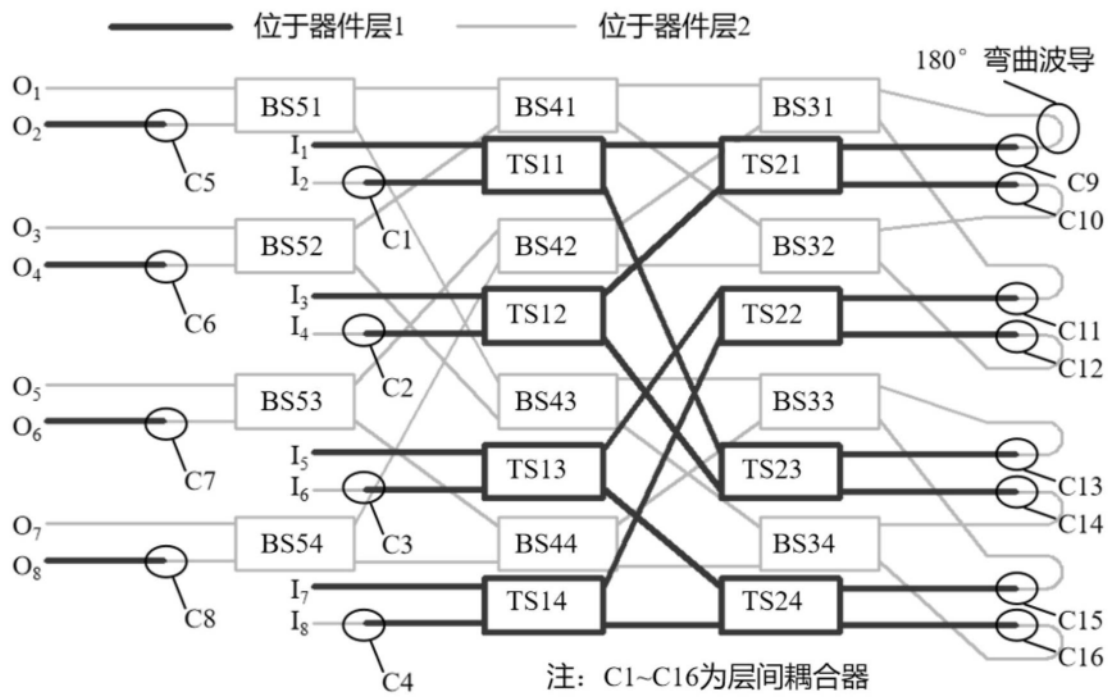 位于器件层1 位于器件层2
180°弯曲波导
O1 BS51 BS41 BS31
O2 I1 TS11 TS21
I2 C5 C1 C9
C10
O3 BS52 BS42 BS32
O4 I3 TS12 TS22
I4 C6 C2 C11
C12
O5 BS53 BS43 BS33
O6 I5 TS13 TS23
I6 C7 C3 C13
C14
O7 BS54 BS44 BS34
O8 I7 TS14 TS24
I8 C8 C4 C15
C16
注：C1~C16为层间耦合器